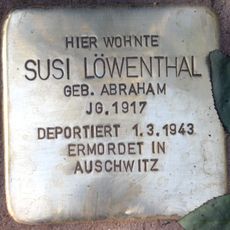 HIER WOHNTE
SUSI LÖWENTHAL
GEB. ABRAHAM
JG. 1917
DEPORTIERT 1.3.1943
ERMORDET IN
AUSCHWITZ